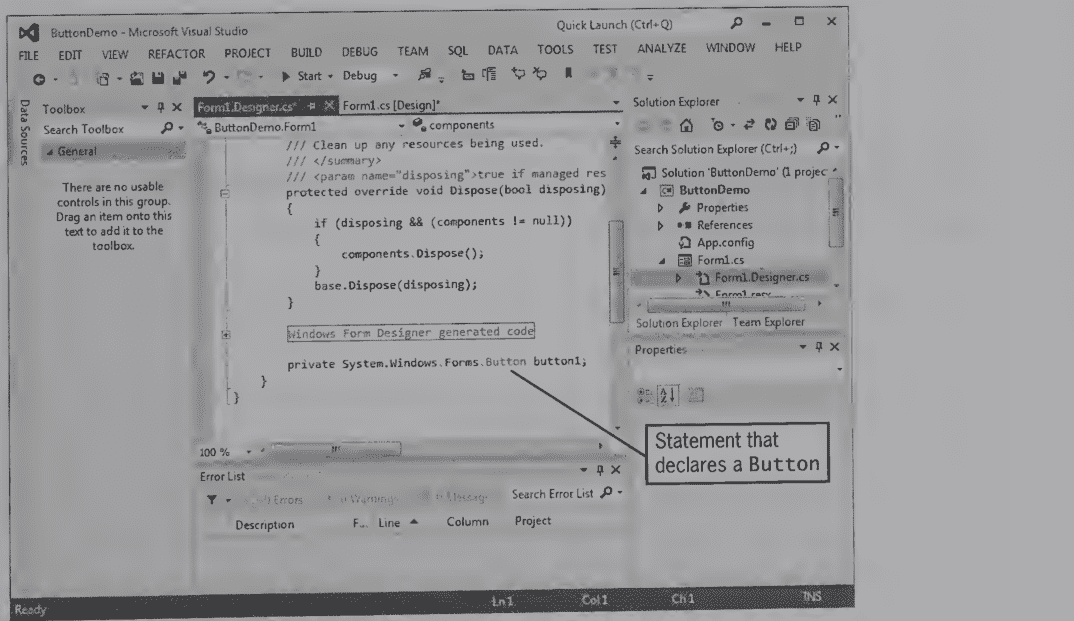 ButtonDemo - Microsoft Visual Studio
Quick Launch (Ctrl+Q)
FILE EDIT VIEW REFACTOR PROJECT BUILD DEBUG TEAM SQL DATA TOOLS TEST ANALYZE WINDOW HELP
Start Debug
Data Sources
Toolbox
Search Toolbox
General
There are no usable
controls in this group.
Drag an item onto this
text to add it to the
toolbox.
Form1.Designer.cs* Form1.cs [Design]*
ButtonDemo.Form1 components
/// Clean up any resources being used.
/// </summary>
/// <param name="disposing">true if managed res
protected override void Dispose(bool disposing)
{
if (disposing && (components != null))
{
components.Dispose();
}
base.Dispose(disposing);
}
Windows Form Designer generated code
private System.Windows.Forms.Button button1;
}
}
100 %
Statement that
declares a Button
Error List
Errors
Search Error List
Description F... Line Column Project
Solution Explorer
Search Solution Explorer (Ctrl+;)
Solution 'ButtonDemo' (1 projec
ButtonDemo
Properties
References
App.config
Form1.cs
Form1.Designer.cs
Solution Explorer Team Explorer
Properties
Ready Ln1 Col1 Ch1 INS